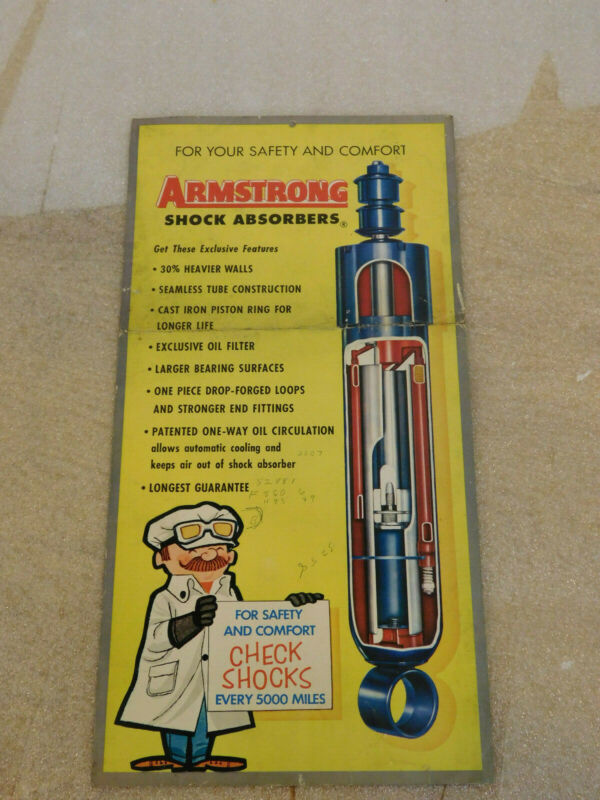 FOR YOUR SAFETY AND COMFORT
ARMSTRONG
SHOCK ABSORBERS®
Get These Exclusive Features
• 30% HEAVIER WALLS
• SEAMLESS TUBE CONSTRUCTION
• CAST IRON PISTON RING FOR
LONGER LIFE
• EXCLUSIVE OIL FILTER
• LARGER BEARING SURFACES
• ONE PIECE DROP-FORGED LOOPS
AND STRONGER END FITTINGS
• PATENTED ONE-WAY OIL CIRCULATION
allows automatic cooling and
keeps air out of shock absorber
• LONGEST GUARANTEE
FOR SAFETY
AND COMFORT
CHECK
SHOCKS
EVERY 5000 MILES